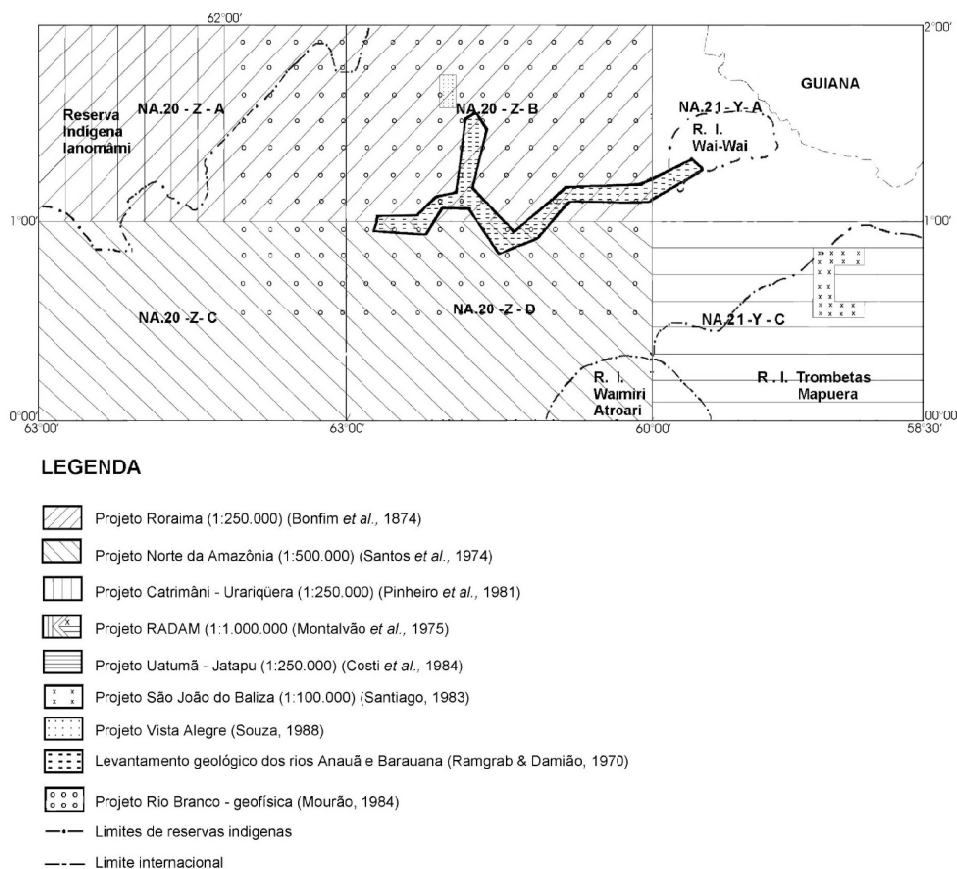 62°00'
2°00'
GUIANA
NA.20 - Z - A
NA.20 - Z - B
NA.21 - Y - A
Reserva
Indígena
Ianomâmi
R. I.
Wai-Wai
1°00'
1°00'
NA.20 - Z - C
NA.20 - Z - D
NA.21 - Y - C
R. I.
Waimiri
Atroari
R. I. Trombetas
Mapuera
0°00'
00°00
63°00'
63°00'
60°00'
58°30'
LEGENDA
Projeto Roraima (1:250.000) (Bonfim et al., 1874)
Projeto Norte da Amazônia (1:500.000) (Santos et al., 1974)
Projeto Catrimâni - Urariqüera (1:250.000) (Pinheiro et al., 1981)
Projeto RADAM (1:1.000.000) (Montalvão et al., 1975)
Projeto Uatumã - Jatapu (1:250.000) (Costi et al., 1984)
Projeto São João do Baliza (1:100.000) (Santiago, 1983)
Projeto Vista Alegre (Souza, 1988)
Levantamento geológico dos rios Anauã e Barauana (Ramgrab & Damião, 1970)
Projeto Rio Branco - geofísica (Mourão, 1984)
Limites de reservas indigenas
Limite internacional